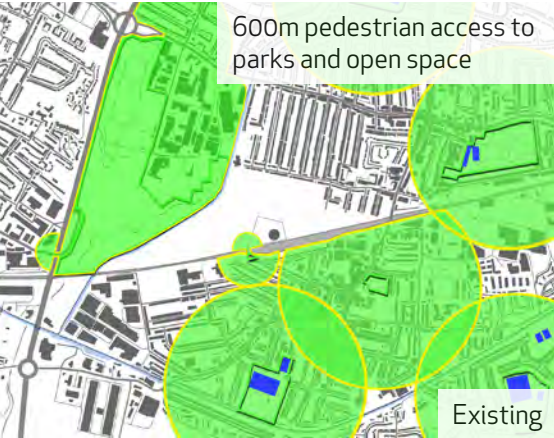 600m pedestrian access to
parks and open space
Existing